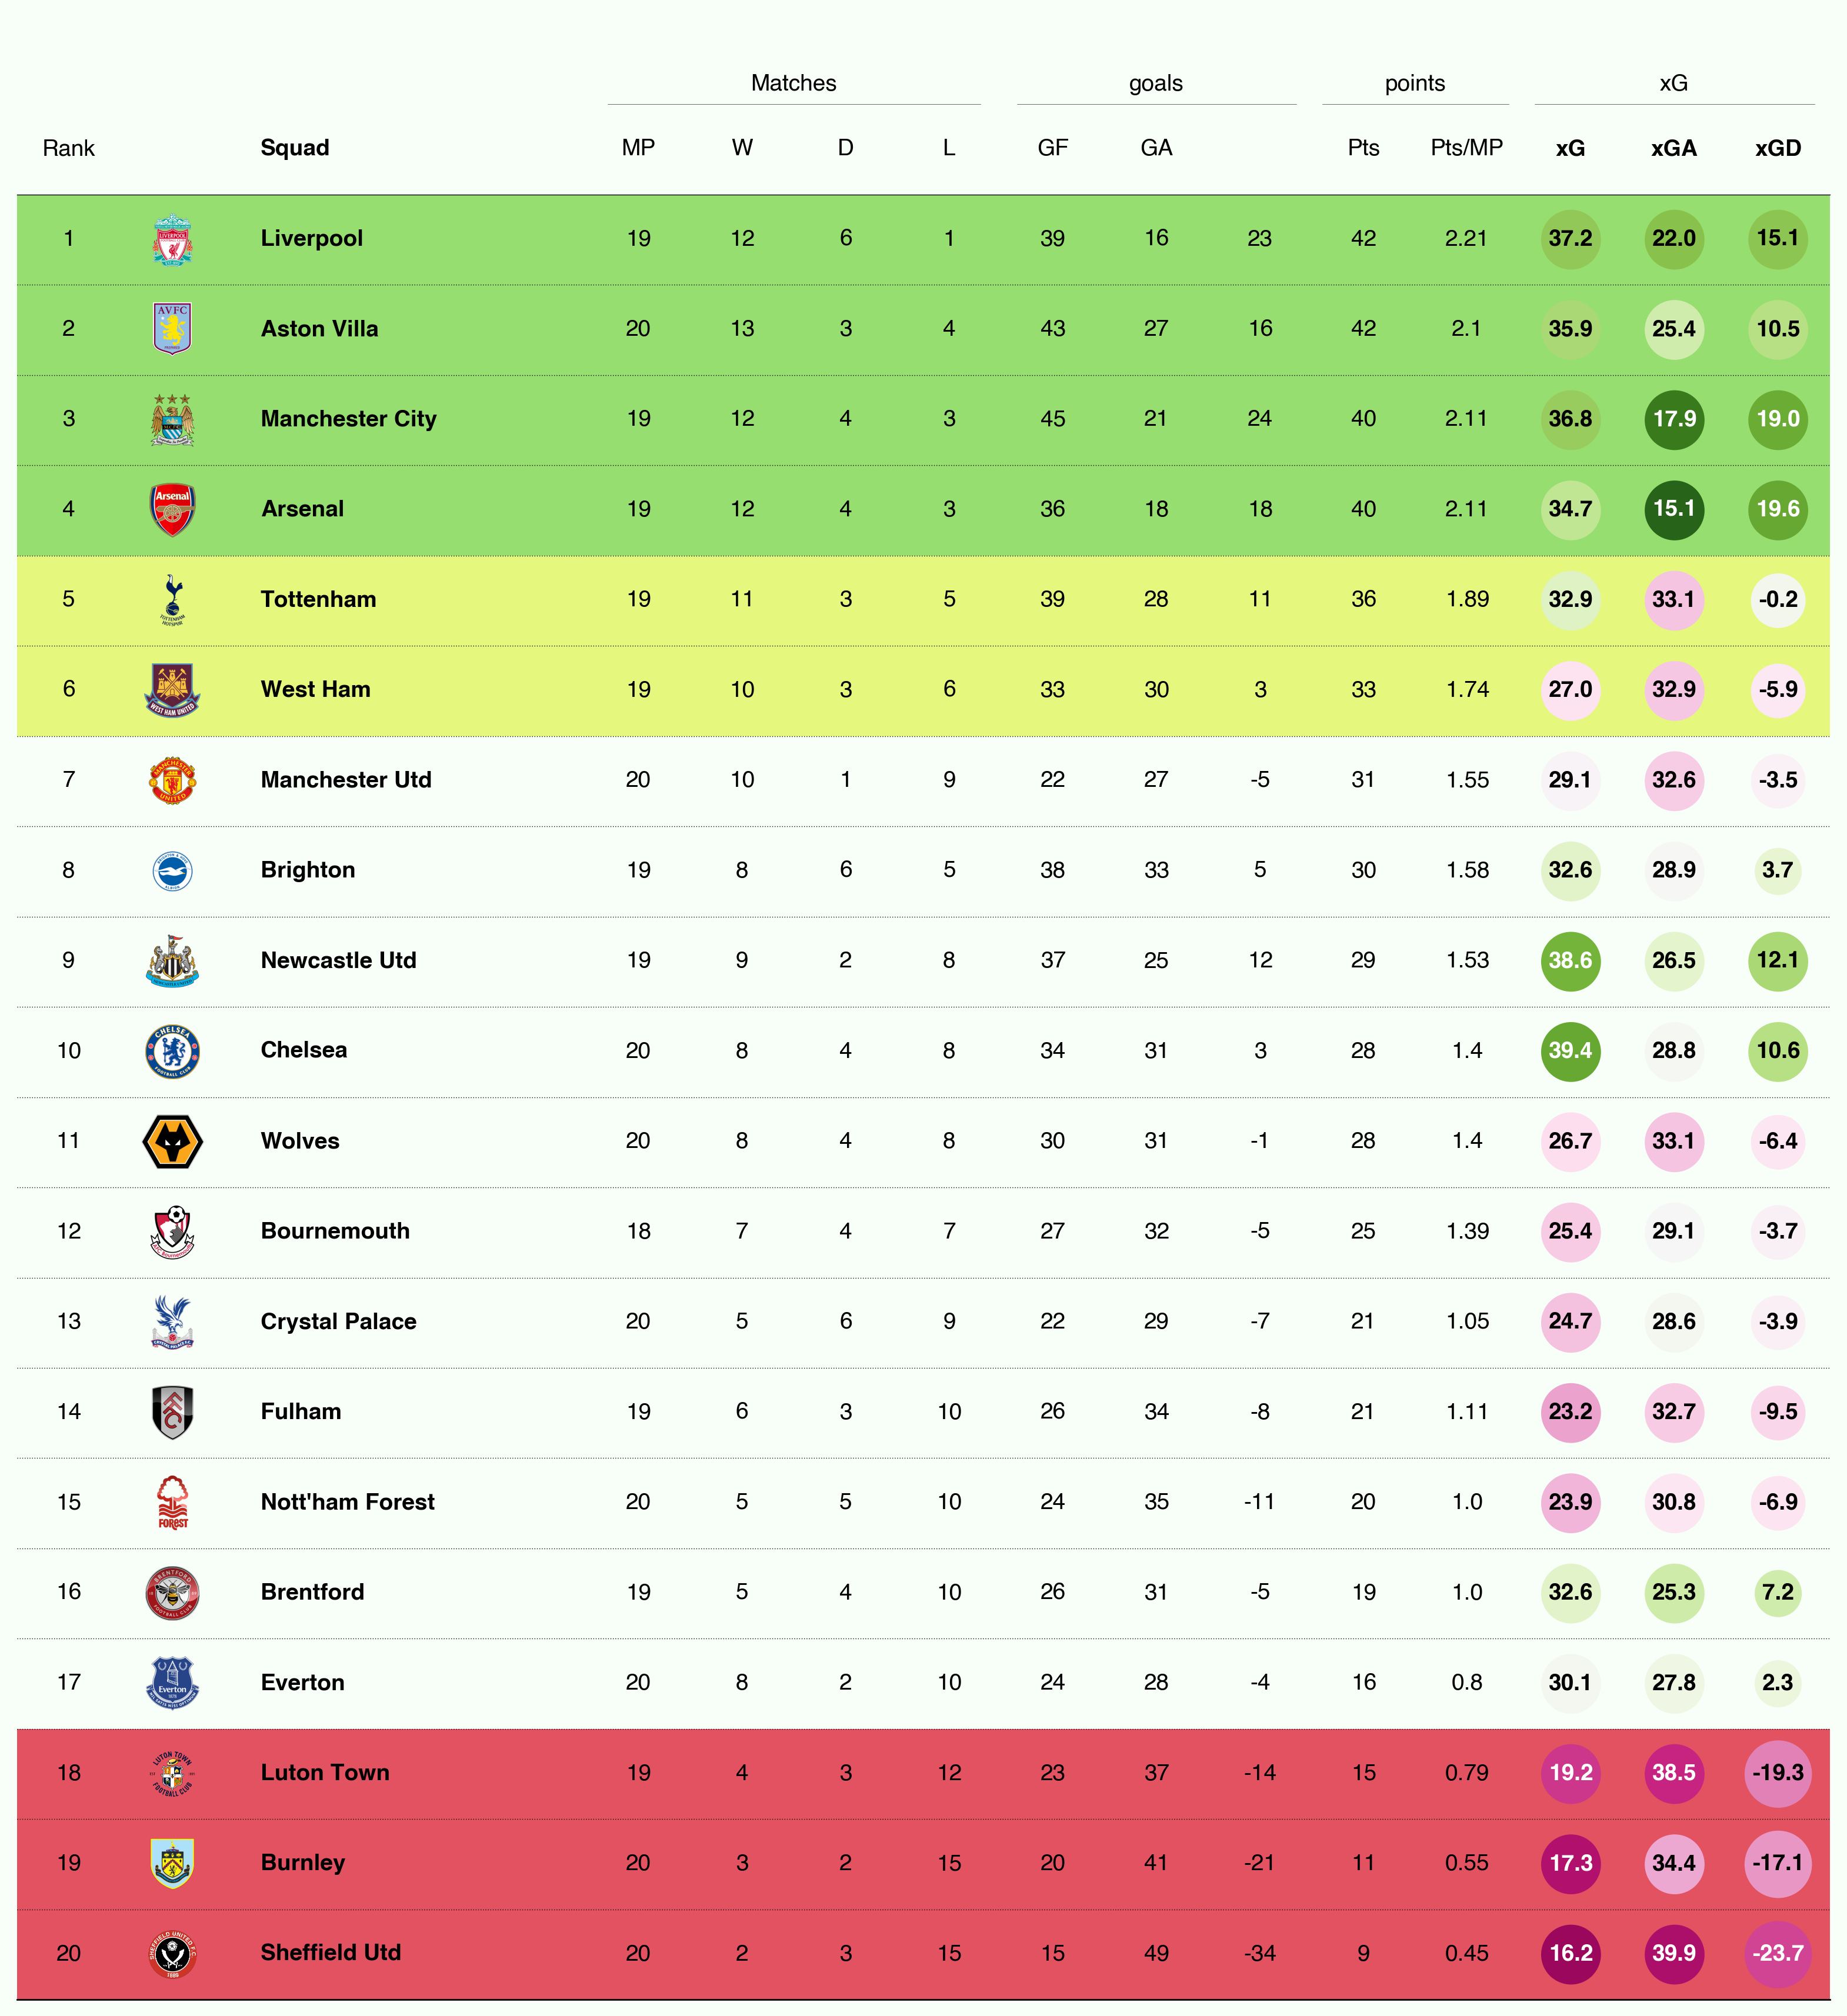 Matches goals points xG
Rank Squad MP W D L GF GA Pts Pts/MP xG xGA xGD
1 LIVERPOOL Liverpool 19 12 6 1 39 16 23 42 2.21 37.2 22.0 15.1
2 AVFC Aston Villa 20 13 3 4 43 27 16 42 2.1 35.9 25.4 10.5
3 Manchester City 19 12 4 3 45 21 24 40 2.11 36.8 17.9 19.0
4 Arsenal Arsenal 19 12 4 3 36 18 18 40 2.11 34.7 15.1 19.6
5 TOTTENHAM HOTSPUR Tottenham 19 11 3 5 39 28 11 36 1.89 32.9 33.1 -0.2
6 WEST HAM UNITED West Ham 19 10 3 6 33 30 3 33 1.74 27.0 32.9 -5.9
7 MANCHESTER UNITED Manchester Utd 20 10 1 9 22 27 -5 31 1.55 29.1 32.6 -3.5
8 Brighton 19 8 6 5 38 33 5 30 1.58 32.6 28.9 3.7
9 Newcastle Utd 19 9 2 8 37 25 12 29 1.53 38.6 26.5 12.1
10 CHELSEA FOOTBALL CLUB Chelsea 20 8 4 8 34 31 3 28 1.4 39.4 28.8 10.6
11 Wolves 20 8 4 8 30 31 -1 28 1.4 26.7 33.1 -6.4
12 Bournemouth 18 7 4 7 27 32 -5 25 1.39 25.4 29.1 -3.7
13 Crystal Palace 20 5 6 9 22 29 -7 21 1.05 24.7 28.6 -3.9
14 FFC Fulham 19 6 3 10 26 34 -8 21 1.11 23.2 32.7 -9.5
15 FOREST Nott'ham Forest 20 5 5 10 24 35 -11 20 1.0 23.9 30.8 -6.9
16 BRENTFORD FOOTBALL CLUB Brentford 19 5 4 10 26 31 -5 19 1.0 32.6 25.3 7.2
17 Everton Everton 20 8 2 10 24 28 -4 16 0.8 30.1 27.8 2.3
18 LUTON TOWN FOOTBALL CLUB Luton Town 19 4 3 12 23 37 -14 15 0.79 19.2 38.5 -19.3
19 Burnley 20 3 2 15 20 41 -21 11 0.55 17.3 34.4 -17.1
20 SHEFFIELD UNITED F.C 1889 Sheffield Utd 20 2 3 15 15 49 -34 9 0.45 16.2 39.9 -23.7